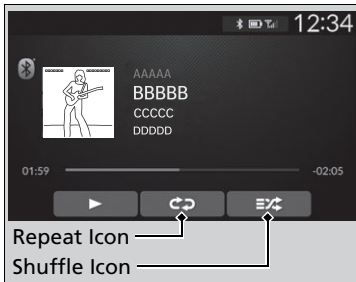 12:34
AAAAA
BBBBB
CCCCC
DDDDD
01:59 -02:05
Repeat Icon
Shuffle Icon